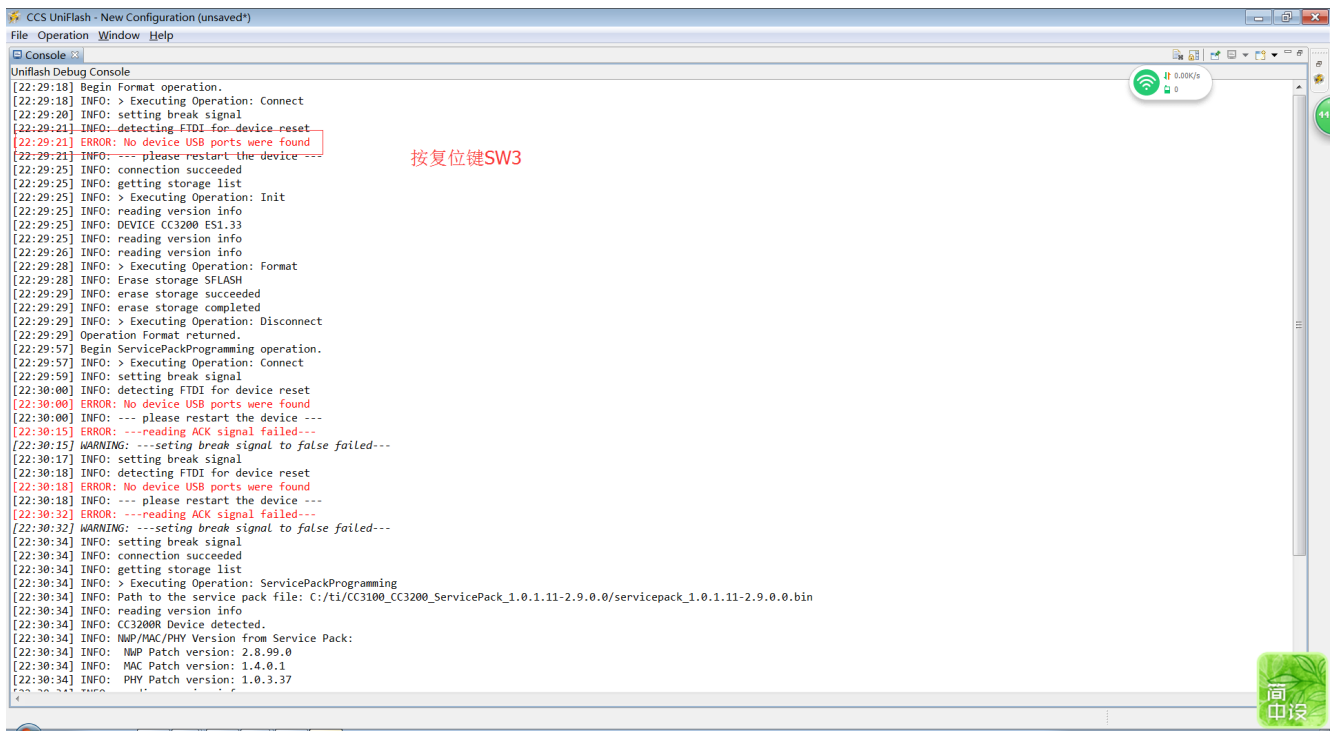 CCS UniFlash - New Configuration (unsaved*)
File Operation Window Help
Console
Uniflash Debug Console
0.00K/s
0
44
[22:29:18] Begin Format operation.
[22:29:18] INFO: > Executing Operation: Connect
[22:29:20] INFO: setting break signal
[22:29:21] INFO: detecting FTDI for device reset
[22:29:21] ERROR: No device USB ports were found
[22:29:21] INFO: --- please restart the device ---
按复位键SW3
[22:29:25] INFO: connection succeeded
[22:29:25] INFO: getting storage list
[22:29:25] INFO: > Executing Operation: Init
[22:29:25] INFO: reading version info
[22:29:25] INFO: DEVICE CC3200 ES1.33
[22:29:25] INFO: reading version info
[22:29:26] INFO: reading version info
[22:29:28] INFO: > Executing Operation: Format
[22:29:28] INFO: Erase storage SFLASH
[22:29:29] INFO: erase storage succeeded
[22:29:29] INFO: erase storage completed
[22:29:29] INFO: > Executing Operation: Disconnect
[22:29:29] Operation Format returned.
[22:29:57] Begin ServicePackProgramming operation.
[22:29:57] INFO: > Executing Operation: Connect
[22:29:59] INFO: setting break signal
[22:30:00] INFO: detecting FTDI for device reset
[22:30:00] ERROR: No device USB ports were found
[22:30:00] INFO: --- please restart the device ---
[22:30:15] ERROR: ---reading ACK signal failed---
[22:30:15] WARNING: ---seting break signal to false failed---
[22:30:17] INFO: setting break signal
[22:30:18] INFO: detecting FTDI for device reset
[22:30:18] ERROR: No device USB ports were found
[22:30:18] INFO: --- please restart the device ---
[22:30:32] ERROR: ---reading ACK signal failed---
[22:30:32] WARNING: ---seting break signal to false failed---
[22:30:34] INFO: setting break signal
[22:30:34] INFO: connection succeeded
[22:30:34] INFO: getting storage list
[22:30:34] INFO: > Executing Operation: ServicePackProgramming
[22:30:34] INFO: Path to the service pack file: C:/ti/CC3100_CC3200_ServicePack_1.0.1.11-2.9.0.0/servicepack_1.0.1.11-2.9.0.0.bin
[22:30:34] INFO: reading version info
[22:30:34] INFO: CC3200R Device detected.
[22:30:34] INFO: NWP/MAC/PHY Version from Service Pack:
[22:30:34] INFO: NWP Patch version: 2.8.99.0
[22:30:34] INFO: MAC Patch version: 1.4.0.1
[22:30:34] INFO: PHY Patch version: 1.0.3.37
简
中设